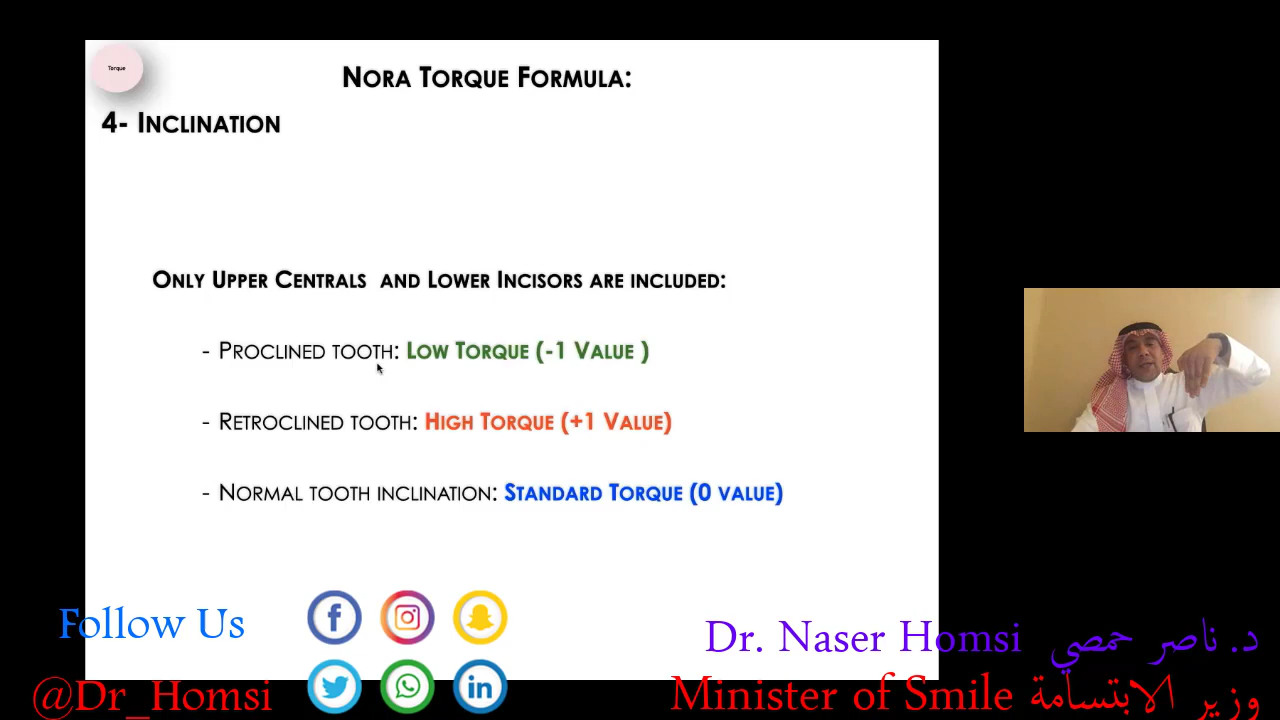 Torque
NORA TORQUE FORMULA:
4- INCLINATION
ONLY UPPER CENTRALS AND LOWER INCISORS ARE INCLUDED:
- PROCLINED TOOTH: LOW TORQUE (-1 VALUE )
- RETROCLINED TOOTH: HIGH TORQUE (+1 VALUE)
- NORMAL TOOTH INCLINATION: STANDARD TORQUE (0 VALUE)
Follow Us
@Dr_Homsi
Dr. Naser Homsi د. ناصر حمصي
Minister of Smile وزير الابتسامة